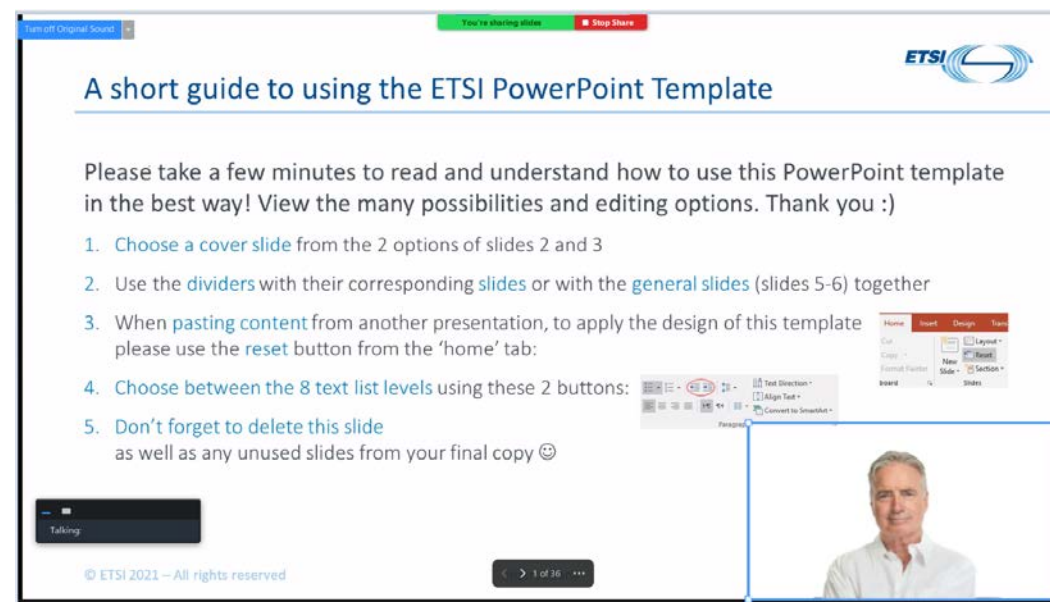 Turn off Original Sound
You're sharing slides
Stop Share
ETSI
A short guide to using the ETSI PowerPoint Template
Please take a few minutes to read and understand how to use this PowerPoint template
in the best way! View the many possibilities and editing options. Thank you :)
1. Choose a cover slide from the 2 options of slides 2 and 3
2. Use the dividers with their corresponding slides or with the general slides (slides 5-6) together
3. When pasting content from another presentation, to apply the design of this template
please use the reset button from the ‘home’ tab:
Home Insert Design Trans
Cut
Copy
Format Painter
board
New
Slide
Layout
Reset
Section
Slides
4. Choose between the 8 text list levels using these 2 buttons:
Text Direction
Align Text
Convert to SmartArt
Paragrap
5. Don’t forget to delete this slide
as well as any unused slides from your final copy ☺
Talking:
© ETSI 2021 – All rights reserved
1 of 36